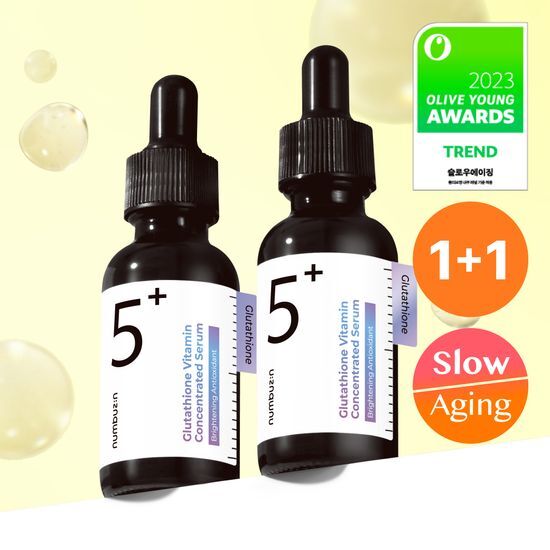 2023
OLIVE YOUNG
AWARDS
TREND
슬로우에이징
1+1
Slow
Aging
5+
Glutathione
Glutathione Vitamin
Concentrated Serum
Brightening Antioxidant
numbuzin
5+
Glutathione
Glutathione Vitamin
Concentrated Serum
Brightening Antioxidant
numbuzin